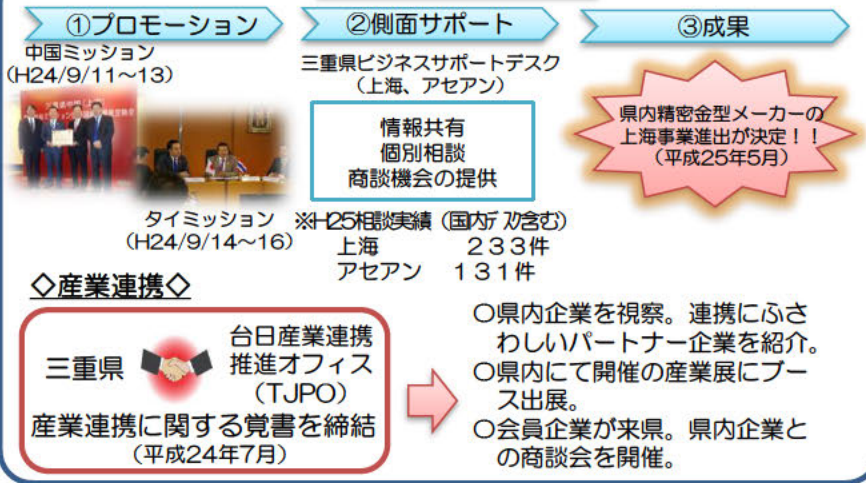 ①プロモーション
②側面サポート
③成果
中国ミッション
(H24/9/11～13)
タイミッション
(H24/9/14～16)
三重県ビジネスサポートデスク
(上海、アセアン)
情報共有
個別相談
商談機会の提供
※H25相談実績(国内デスク含む)
上海 233件
アセアン 131件
県内精密金型メーカーの
上海事業進出が決定!!
(平成25年5月)
◇産業連携◇
三重県
台日産業連携
推進オフィス
(TJPO)
産業連携に関する覚書を締結
(平成24年7月)
○県内企業を視察。連携にふさ
わしいパートナー企業を紹介。
○県内にて開催の産業展にブー
ス出展。
○会員企業が来県。県内企業と
の商談会を開催。